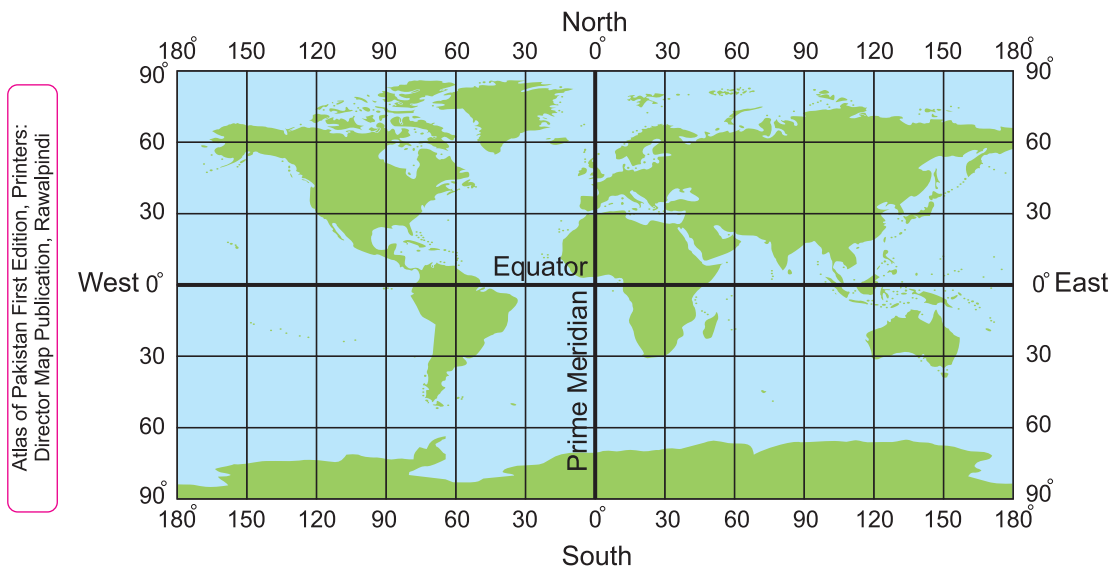 North
180° 150 120 90 60 30 0° 30 60 90 120 150 180°
90° 90°
60 60
30 30
Equator
West 0° 0° East
30 30
60 60
90° 90°
Prime Meridian
180° 150 120 90 60 30 0° 30 60 90 120 150 180°
South
Atlas of Pakistan First Edition, Printers:
Director Map Publication, Rawalpindi